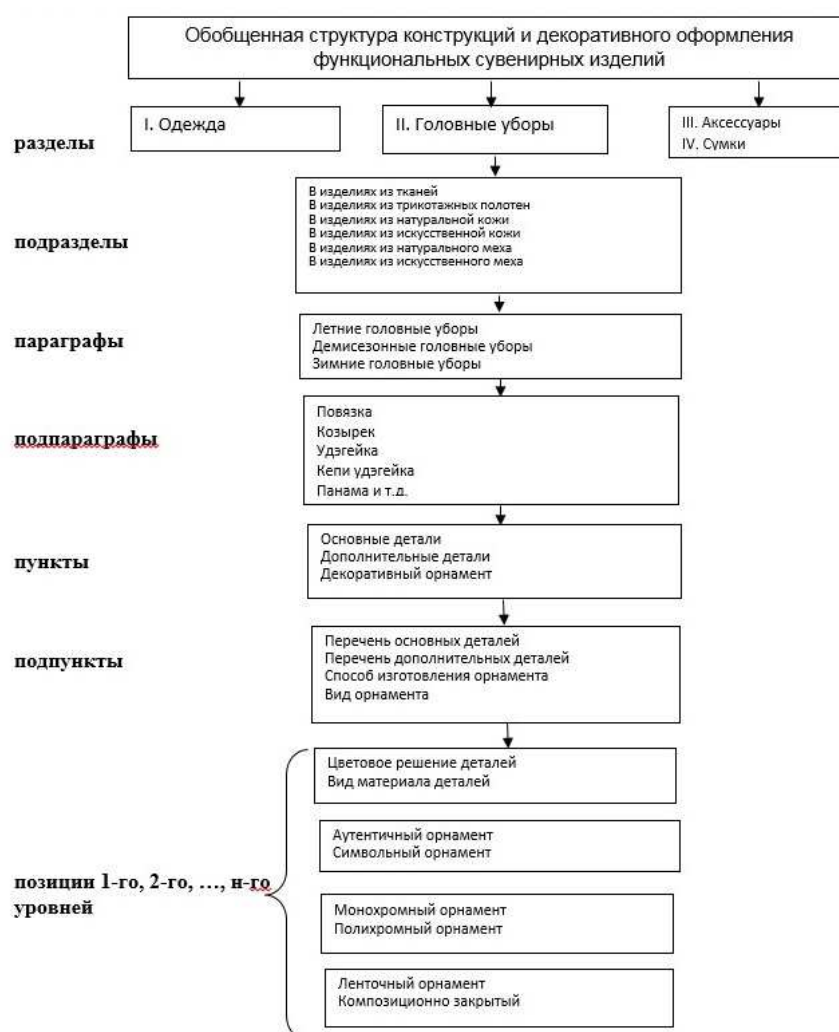 Обобщенная структура конструкций и декоративного оформления
функциональных сувенирных изделий
разделы
I. Одежда
II. Головные уборы
III. Аксессуары
IV. Сумки
подразделы
В изделиях из тканей
В изделиях из трикотажных полотен
В изделиях из натуральной кожи
В изделиях из искусственной кожи
В изделиях из натурального меха
В изделиях из искусственного меха
параграфы
Летние головные уборы
Демисезонные головные уборы
Зимние головные уборы
подпараграфы
Повязка
Козырек
Удэгейка
Кепи удэгейка
Панама и т.д.
пункты
Основные детали
Дополнительные детали
Декоративный орнамент
подпункты
Перечень основных деталей
Перечень дополнительных деталей
Способ изготовления орнамента
Вид орнамента
позиции 1-го, 2-го, …, н-го
уровней
Цветовое решение деталей
Вид материала деталей
Аутентичный орнамент
Символьный орнамент
Монохромный орнамент
Полихромный орнамент
Ленточный орнамент
Композиционно закрытый